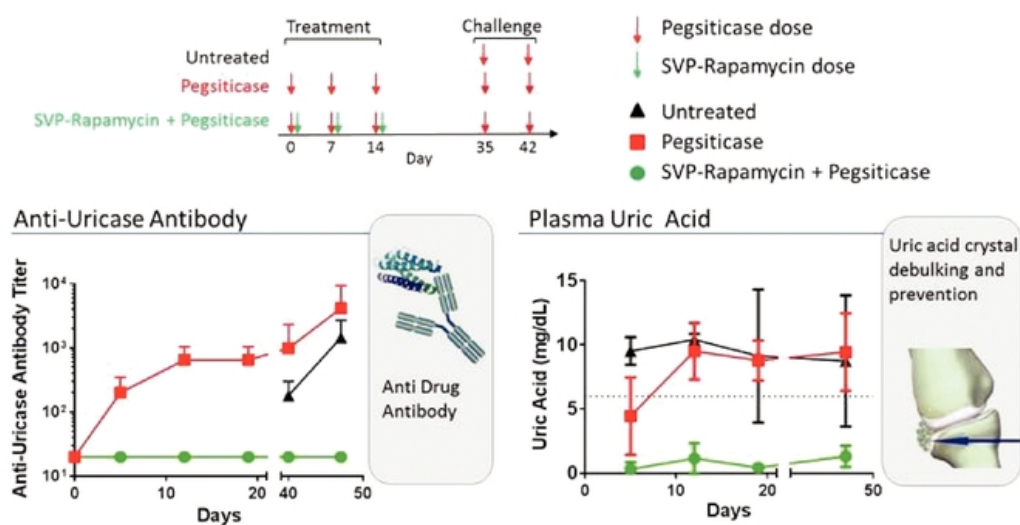 Treatment
Challenge
Untreated
Pegsiticase
SVP-Rapamycin + Pegsiticase
0
7
14
35
42
Day
Pegsiticase dose
SVP-Rapamycin dose
Untreated
Pegsiticase
SVP-Rapamycin + Pegsiticase
Anti-Uricase Antibody
Anti-Uricase Antibody Titer
10⁴
10³
10²
10¹
0
10
20
40
50
Days
Anti Drug
Antibody
Plasma Uric Acid
Uric Acid (mg/dL)
15
10
5
0
0
10
20
50
Days
Uric acid crystal
debulking and
prevention